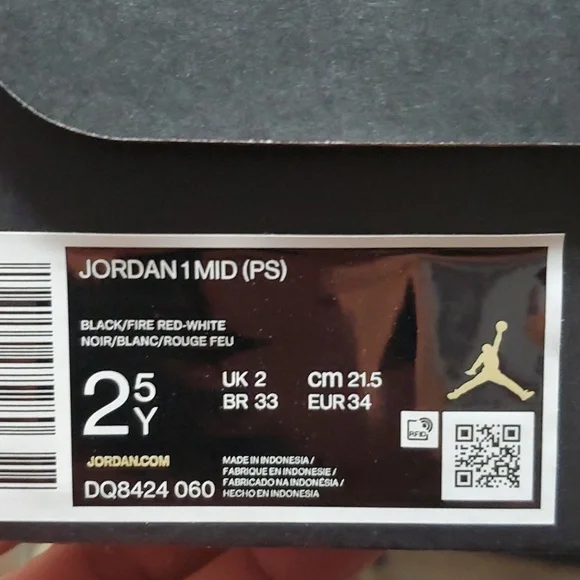 JORDAN 1 MID (PS)
BLACK/FIRE RED-WHITE
NOIR/BLANC/ROUGE FEU
2 5 Y
UK 2 cm 21.5
BR 33 EUR 34
RFID
JORDAN.COM
DQ8424 060
MADE IN INDONESIA /
FABRIQUE EN INDONESIE /
FABRICADO NA INDONÉSIA /
HECHO EN INDONESIA